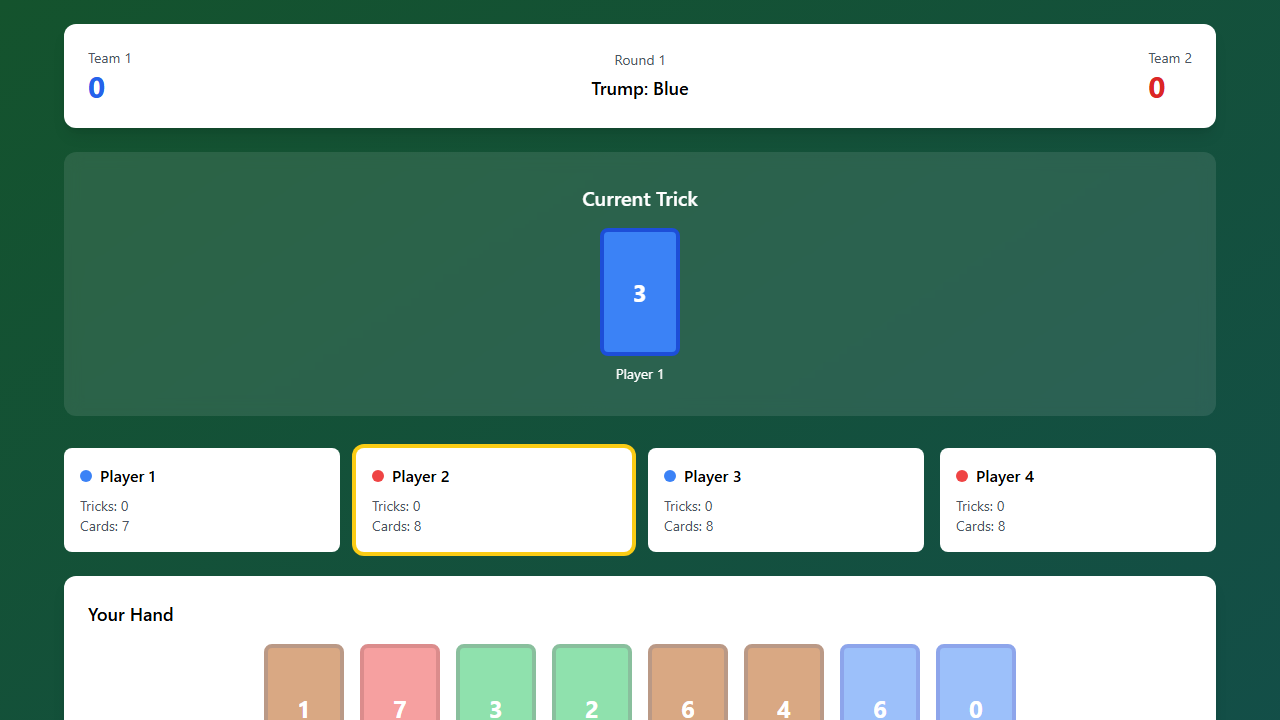 Team 1
0
Round 1
Trump: Blue
Team 2
0
Current Trick
3
Player 1
Player 1
Tricks: 0
Cards: 7
Player 2
Tricks: 0
Cards: 8
Player 3
Tricks: 0
Cards: 8
Player 4
Tricks: 0
Cards: 8
Your Hand
1 7 3 2 6 4 6 0